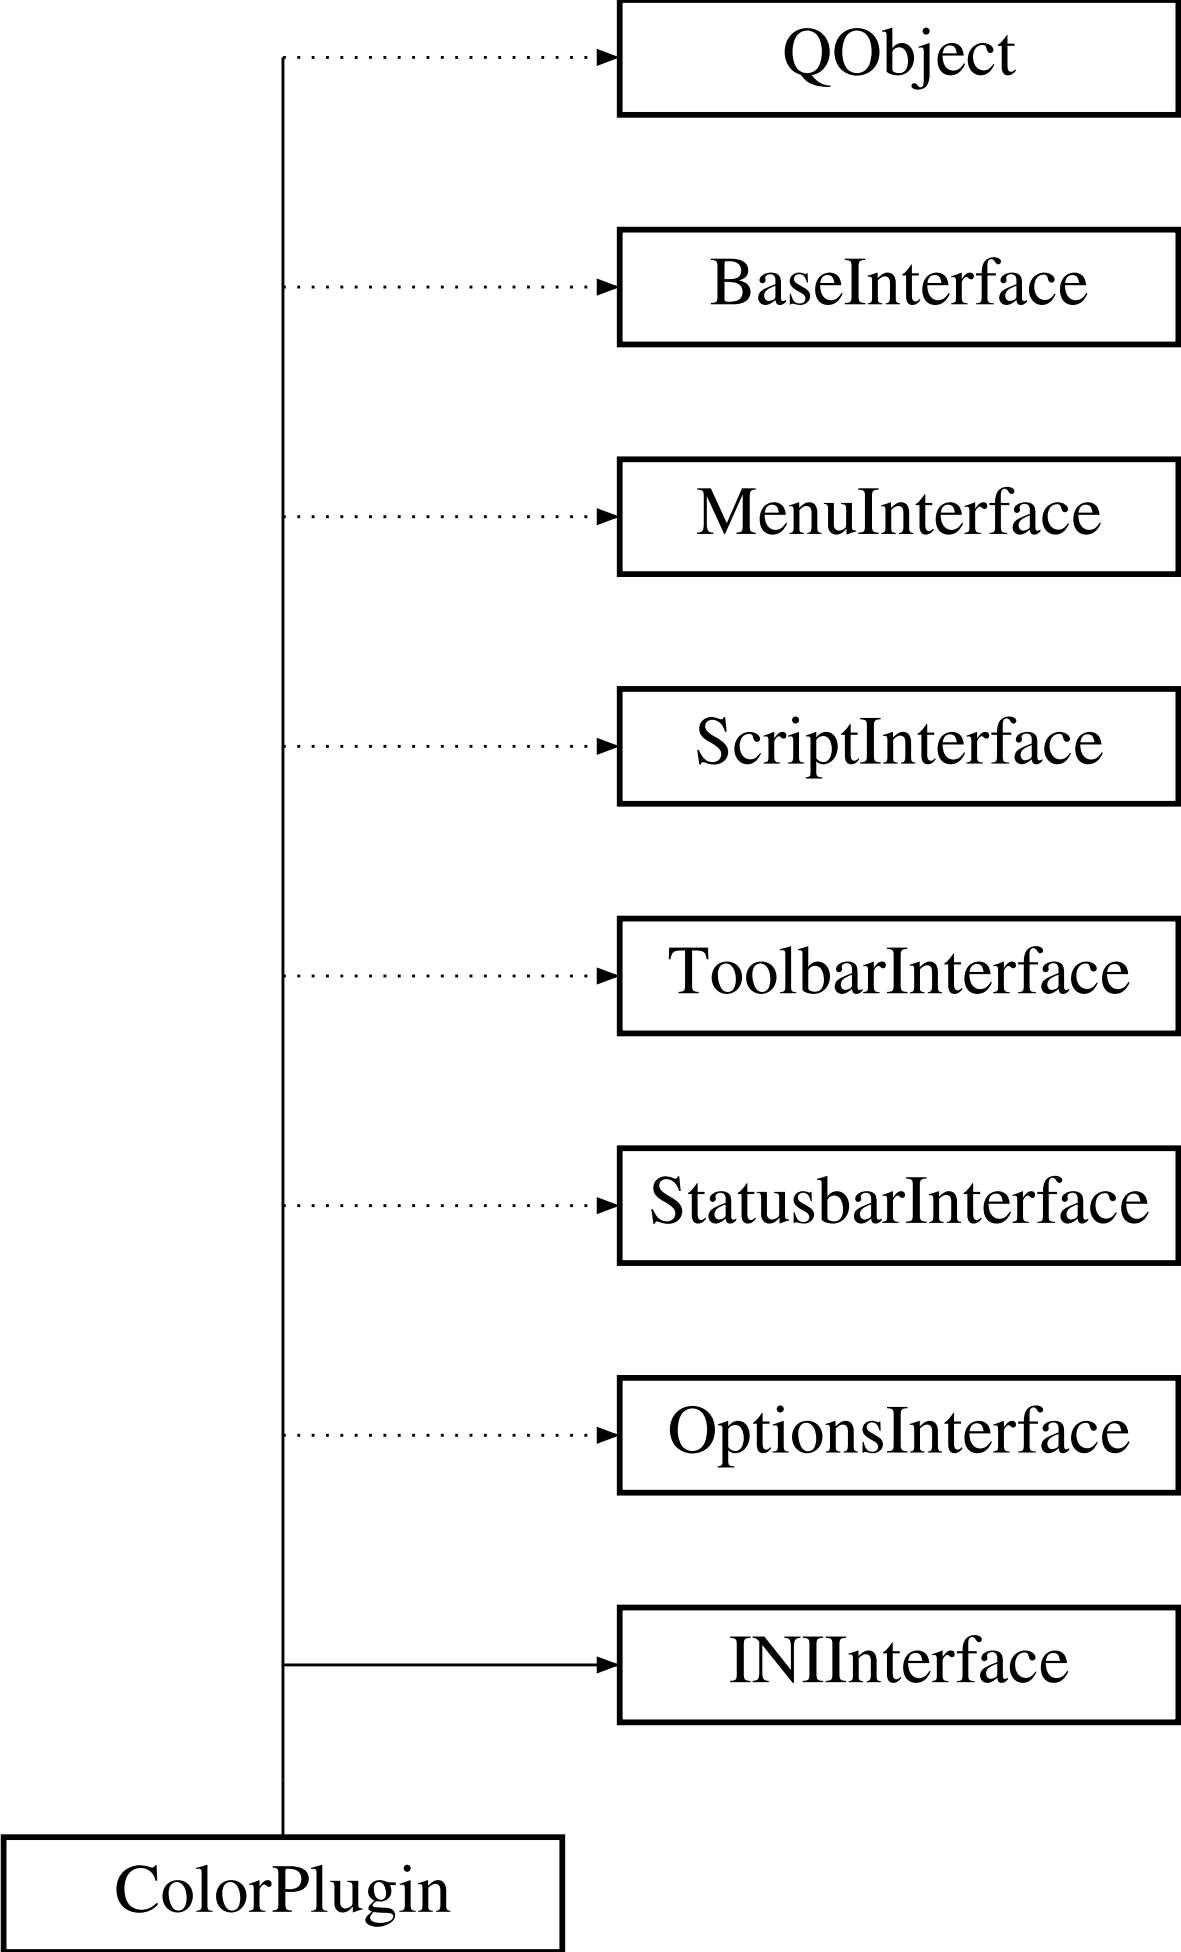 QObject
BaseInterface
MenuInterface
ScriptInterface
ToolbarInterface
StatusbarInterface
OptionsInterface
INIInterface
ColorPlugin